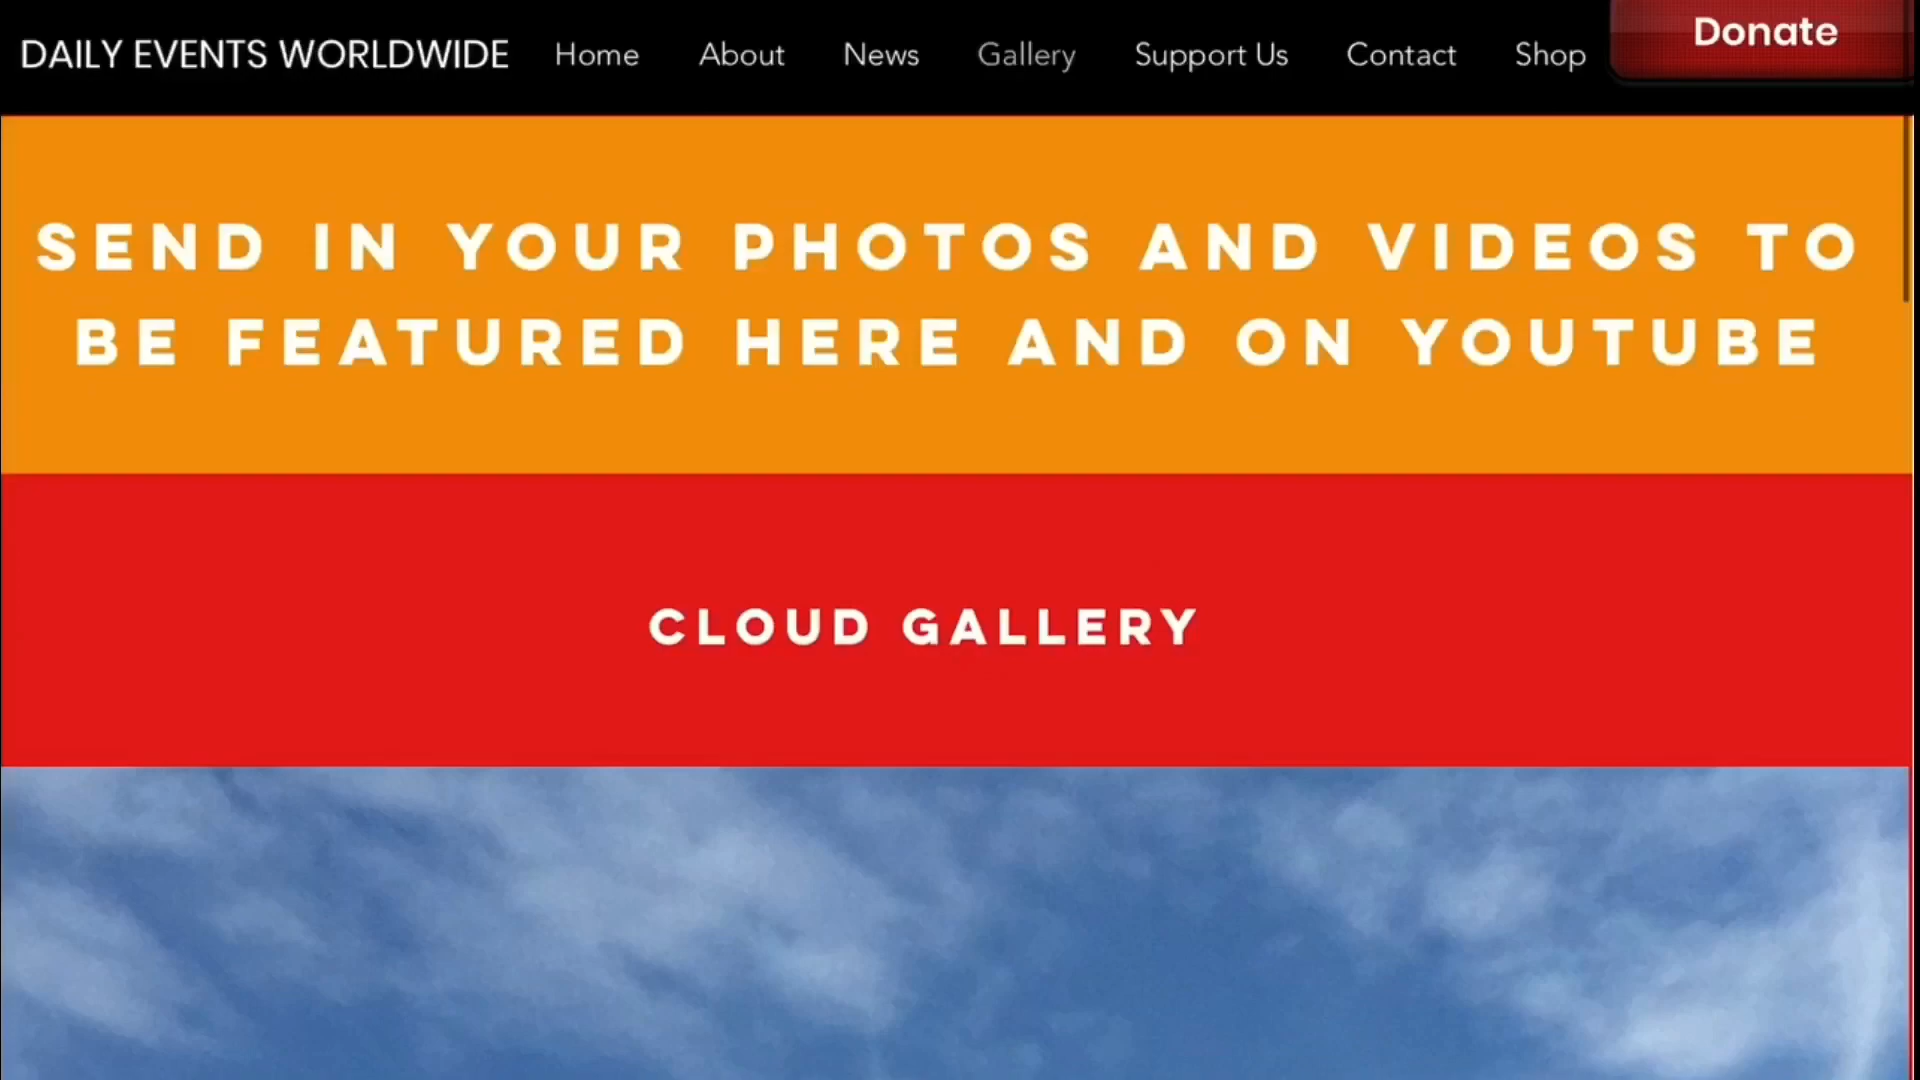 DAILY EVENTS WORLDWIDE Home About News Gallery Support Us Contact Shop Donate
SEND IN YOUR PHOTOS AND VIDEOS TO
BE FEATURED HERE AND ON YOUTUBE
CLOUD GALLERY